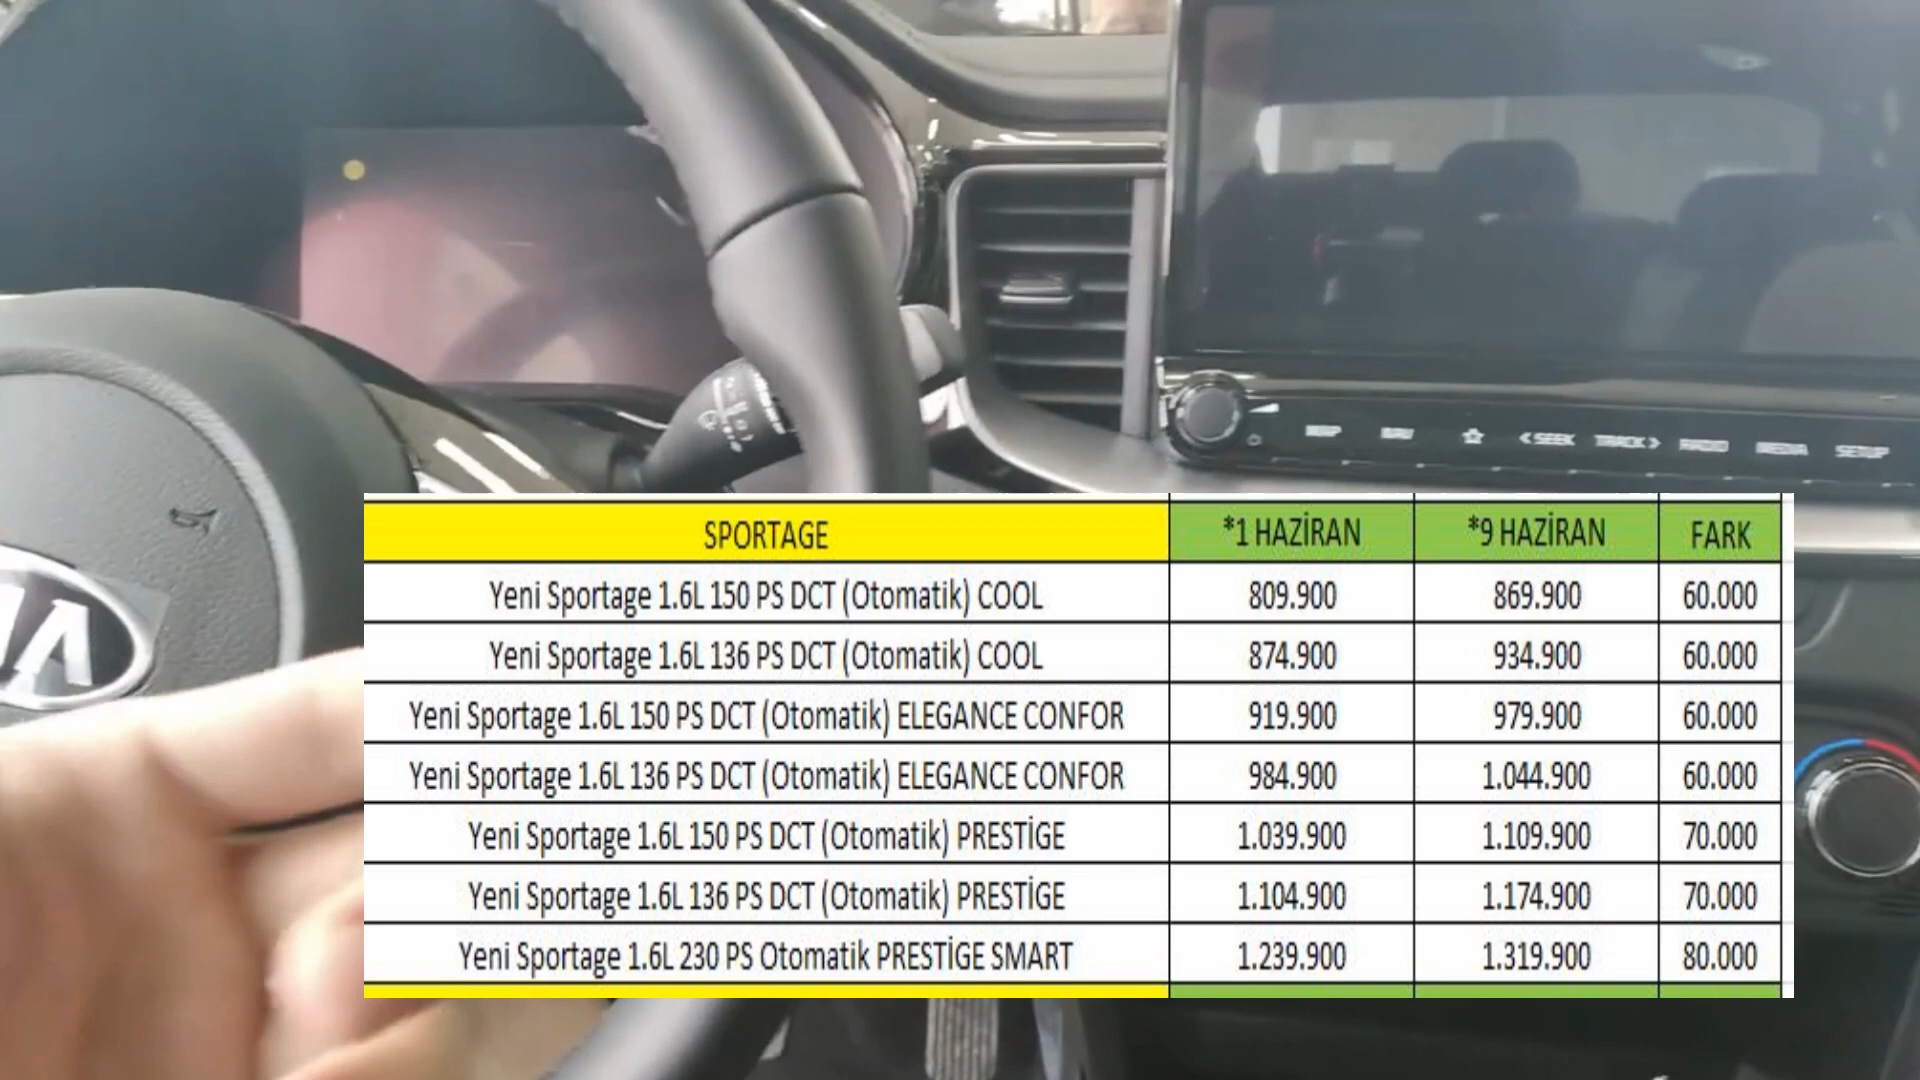 MAP NAV ☆ <SEEK TRACK> RADIO MEDIA SETUP
SPORTAGE *1 HAZİRAN *9 HAZİRAN FARK
Yeni Sportage 1.6L 150 PS DCT (Otomatik) COOL 809.900 869.900 60.000
Yeni Sportage 1.6L 136 PS DCT (Otomatik) COOL 874.900 934.900 60.000
Yeni Sportage 1.6L 150 PS DCT (Otomatik) ELEGANCE CONFOR 919.900 979.900 60.000
Yeni Sportage 1.6L 136 PS DCT (Otomatik) ELEGANCE CONFOR 984.900 1.044.900 60.000
Yeni Sportage 1.6L 150 PS DCT (Otomatik) PRESTİGE 1.039.900 1.109.900 70.000
Yeni Sportage 1.6L 136 PS DCT (Otomatik) PRESTİGE 1.104.900 1.174.900 70.000
Yeni Sportage 1.6L 230 PS Otomatik PRESTİGE SMART 1.239.900 1.319.900 80.000